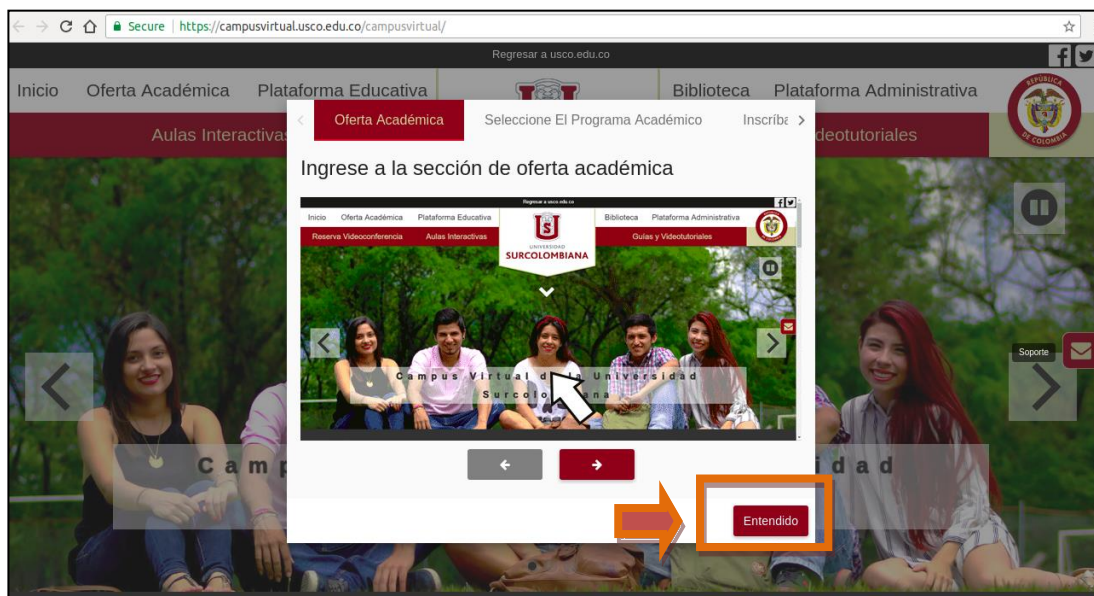 Secure | https://campusvirtual.usco.edu.co/campusvirtual/
Regresar a usco.edu.co
Inicio Oferta Académica Plataforma Educativa Biblioteca Plataforma Administrativa
REPÚBLICA DE COLOMBIA
Aulas Interactivas
Oferta Académica Seleccione El Programa Académico Inscríba
deotutoriales
Ingrese a la sección de oferta académica
Regresar a usco.edu.co
Inicio Oferta Académica Plataforma Educativa Biblioteca Plataforma Administrativa
Reserva Videoconferencia Aulas Interactivas Guías y Videotutoriales
UNIVERSIDAD
SURCOLOMBIANA
Soporte
Campus Virtual de la Universidad
Surcolombiana
Camp
idad
Entendido